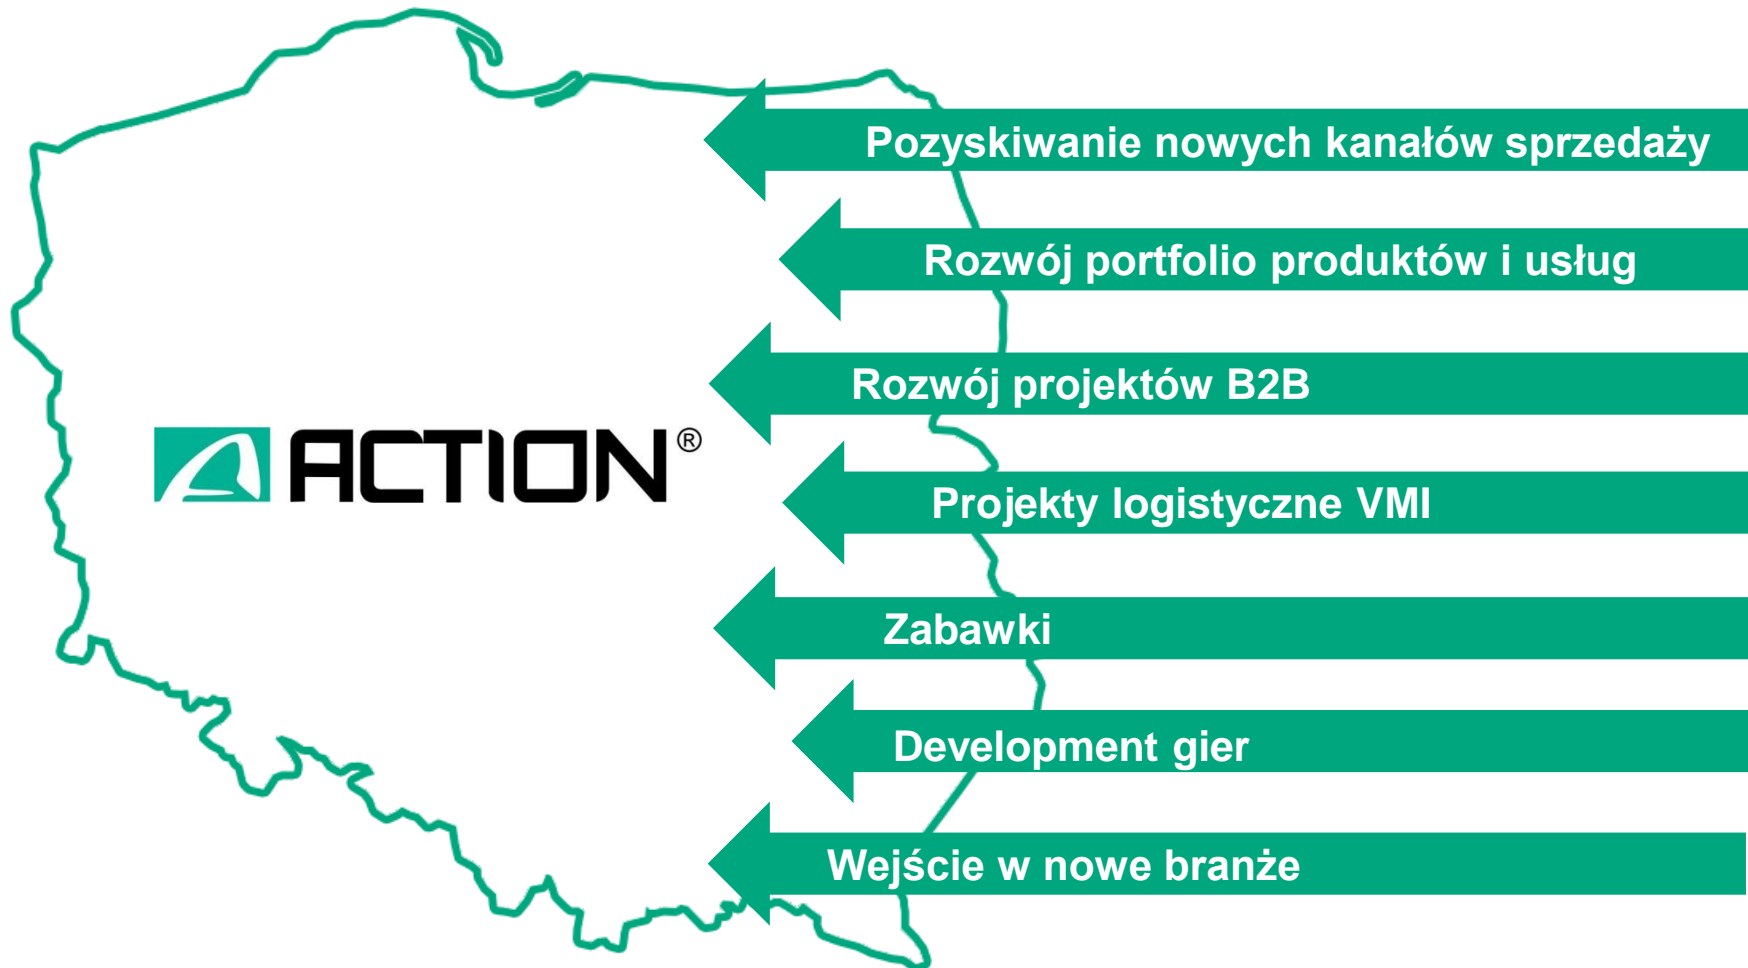 Pozyskiwanie nowych kanałów sprzedaży
Rozwój portfolio produktów i usług
Rozwój projektów B2B
ACTION®
Projekty logistyczne VMI
Zabawki
Development gier
Wejście w nowe branże